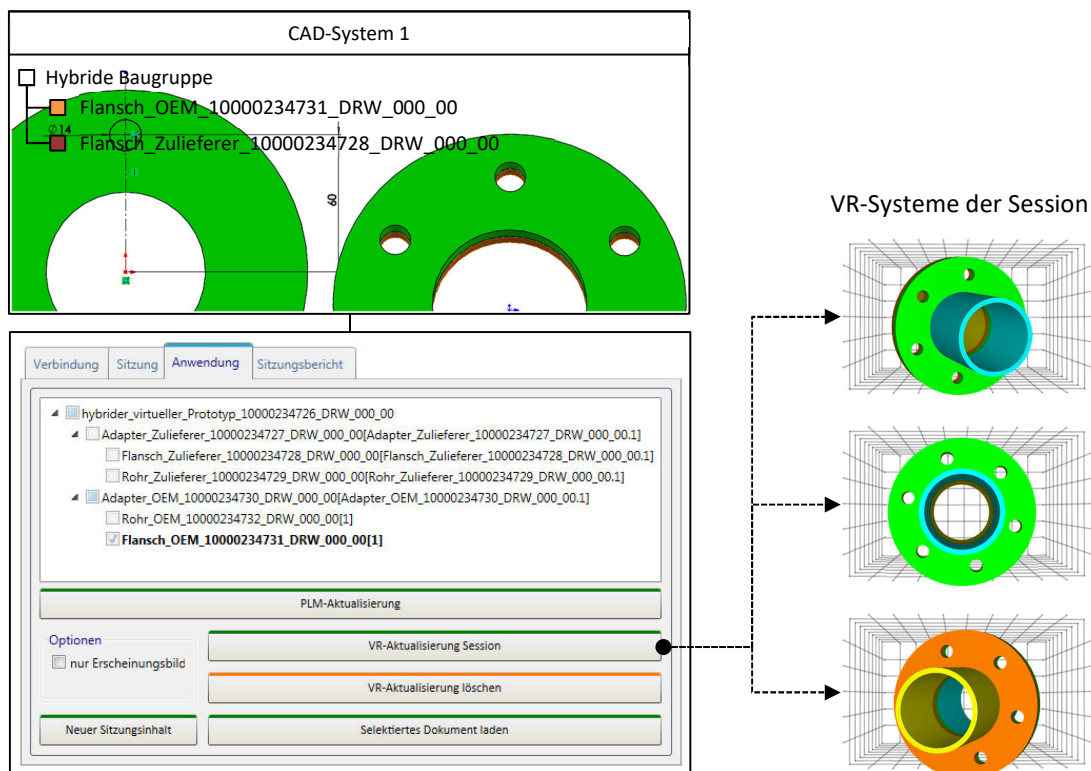 CAD-System 1
Hybride Baugruppe
Flansch_OEM_10000234731_DRW_000_00
Ø14
Flansch_Zulieferer_10000234728_DRW_000_00
60
VR-Systeme der Session
Verbindung
Sitzung
Anwendung
Sitzungsbericht
hybrider_virtueller_Prototyp_10000234726_DRW_000_00
Adapter_Zulieferer_10000234727_DRW_000_00[Adapter_Zulieferer_10000234727_DRW_000_00.1]
Flansch_Zulieferer_10000234728_DRW_000_00[Flansch_Zulieferer_10000234728_DRW_000_00.1]
Rohr_Zulieferer_10000234729_DRW_000_00[Rohr_Zulieferer_10000234729_DRW_000_00.1]
Adapter_OEM_10000234730_DRW_000_00[Adapter_OEM_10000234730_DRW_000_00.1]
Rohr_OEM_10000234732_DRW_000_00[1]
Flansch_OEM_10000234731_DRW_000_00[1]
PLM-Aktualisierung
Optionen
nur Erscheinungsbild
VR-Aktualisierung Session
VR-Aktualisierung löschen
Neuer Sitzungsinhalt
Selektiertes Dokument laden